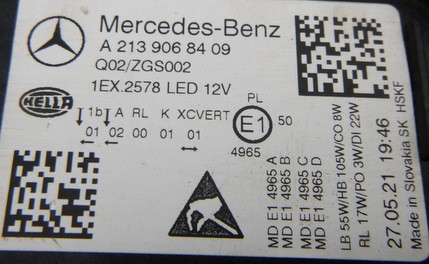 Mercedes-Benz
A 213 906 84 09
Q02/ZGS002
1EX.2578 LED 12V
HELLA
1b A RL K XCVERT
01 02 00 01 01
PL
E1 50
4965
MD E1 4965 A
MD E1 4965 B
MD E1 4965 C
MD E1 4965 D
LB 55W/HB 105W/CO 8W
RL 17W/PO 3W/DI 22W
27.05.21 19:46
Made in Slovakia SK HSKF